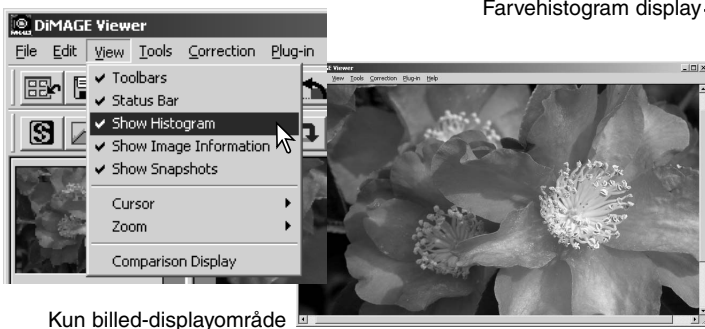 Farvehistogram display
DiMAGE Viewer
File Edit View Tools Correction Plug-in
Toolbars
Status Bar
Show Histogram
Show Image Information
Show Snapshots
Cursor
Zoom
Comparison Display
Viewer
View Tools Correction Plug-in Help
Kun billed-displayområde